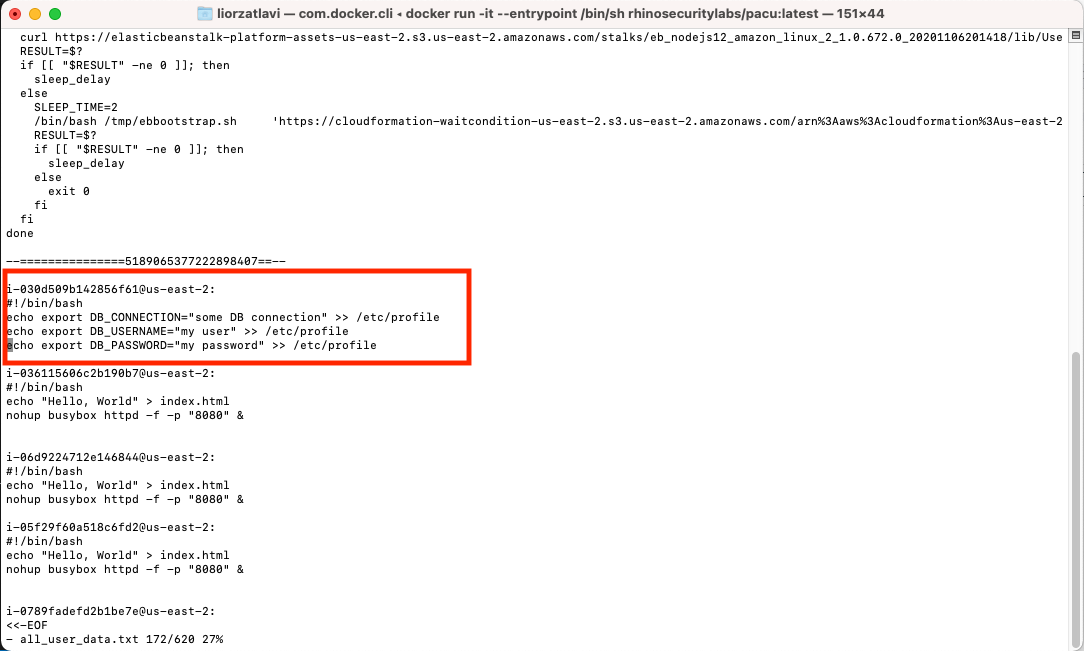 liorzatlavi — com.docker.cli ◂ docker run -it --entrypoint /bin/sh rhinosecuritylabs/pacu:latest — 151×44
  curl https://elasticbeanstalk-platform-assets-us-east-2.s3.us-east-2.amazonaws.com/stalks/eb_nodejs12_amazon_linux_2_1.0.672.0_20201106201418/lib/Use
  RESULT=$?
  if [[ "$RESULT" -ne 0 ]]; then
    sleep_delay
  else
    SLEEP_TIME=2
    /bin/bash /tmp/ebbootstrap.sh     'https://cloudformation-waitcondition-us-east-2.s3.us-east-2.amazonaws.com/arn%3Aaws%3Acloudformation%3Aus-east-2
    RESULT=$?
    if [[ "$RESULT" -ne 0 ]]; then
      sleep_delay
    else
      exit 0
    fi
  fi
done
--===============5189065377222898407==--
i-030d509b142856f61@us-east-2:
#!/bin/bash
echo export DB_CONNECTION="some DB connection" >> /etc/profile
echo export DB_USERNAME="my user" >> /etc/profile
echo export DB_PASSWORD="my password" >> /etc/profile
i-036115606c2b190b7@us-east-2:
#!/bin/bash
echo "Hello, World" > index.html
nohup busybox httpd -f -p "8080" &
i-06d9224712e146844@us-east-2:
#!/bin/bash
echo "Hello, World" > index.html
nohup busybox httpd -f -p "8080" &
i-05f29f60a518c6fd2@us-east-2:
#!/bin/bash
echo "Hello, World" > index.html
nohup busybox httpd -f -p "8080" &
i-0789fadefd2b1be7e@us-east-2:
<<-EOF
- all_user_data.txt 172/620 27%